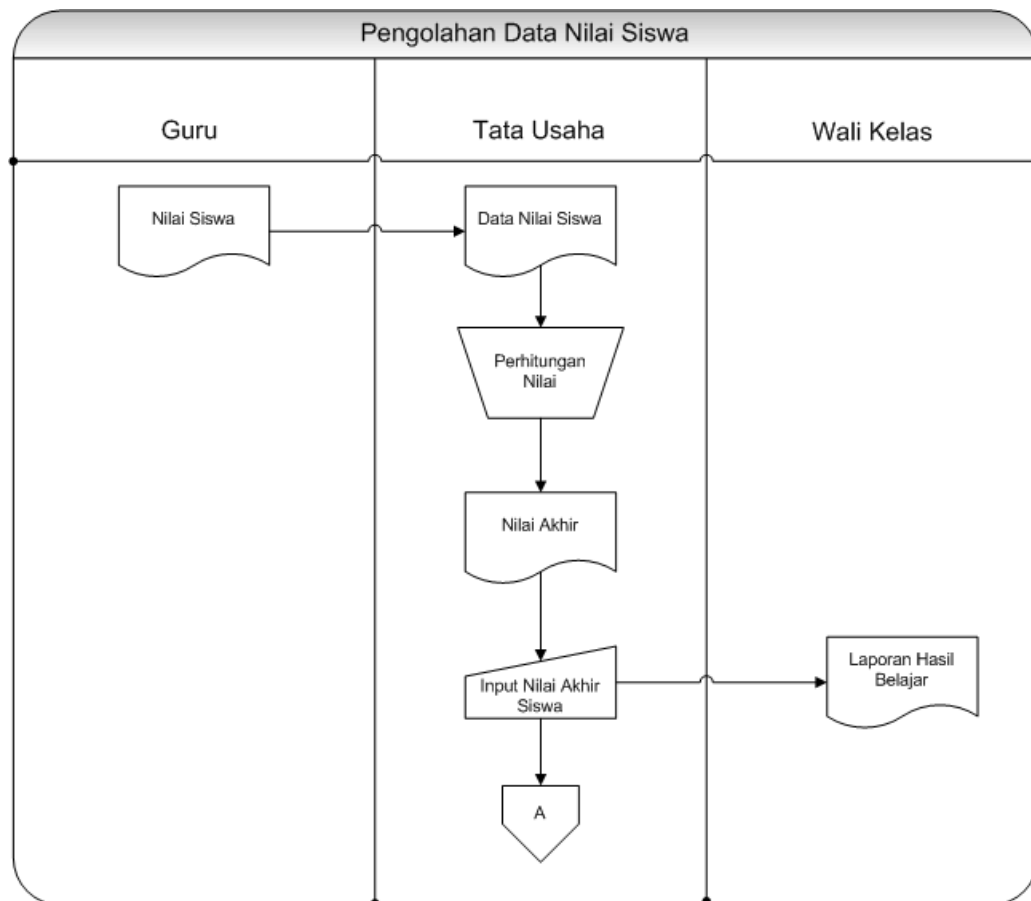 Pengolahan Data Nilai Siswa
Guru
Tata Usaha
Wali Kelas
Nilai Siswa
Data Nilai Siswa
Perhitungan
Nilai
Nilai Akhir
Input Nilai Akhir
Siswa
Laporan Hasil
Belajar
A